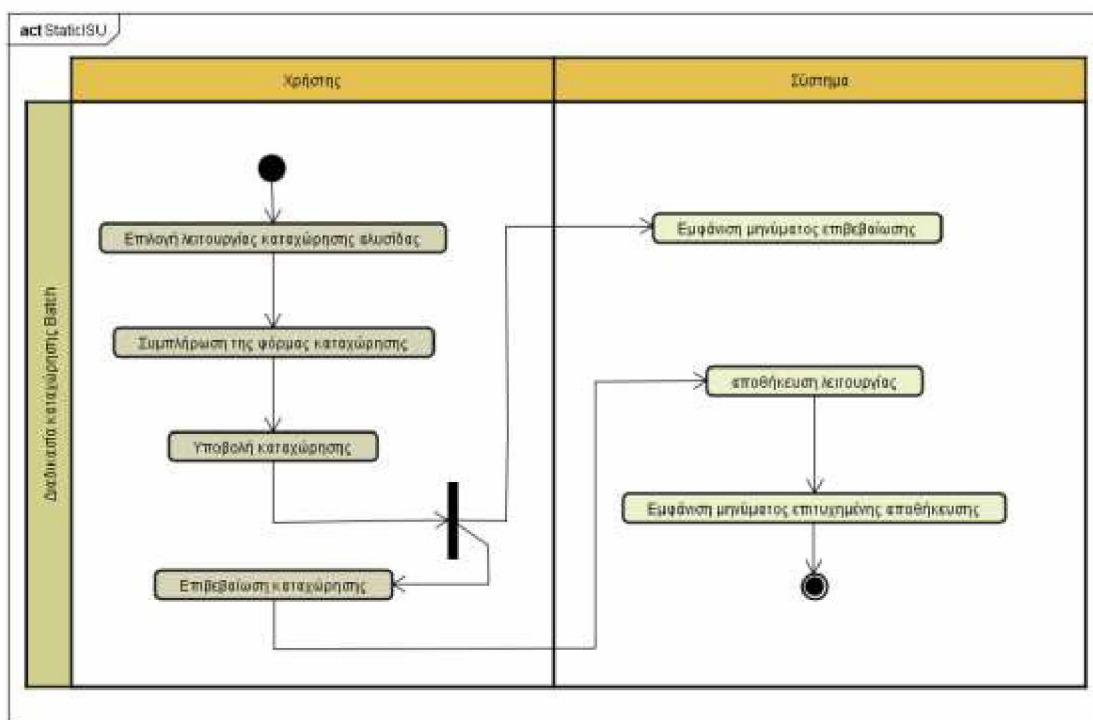 act StaticISU
Χρήστης
Σύστημα
Διαδικασία καταχώρησης Batch
Επιλογή λειτουργίας καταχώρησης αλυσίδας
Συμπλήρωση της φόρμας καταχώρησης
Υποβολή καταχώρησης
Επιβεβαίωση καταχώρησης
Εμφάνιση μηνύματος επιβεβαίωσης
αποθήκευση λειτουργίας
Εμφάνιση μηνύματος επιτυχημένης αποθήκευσης